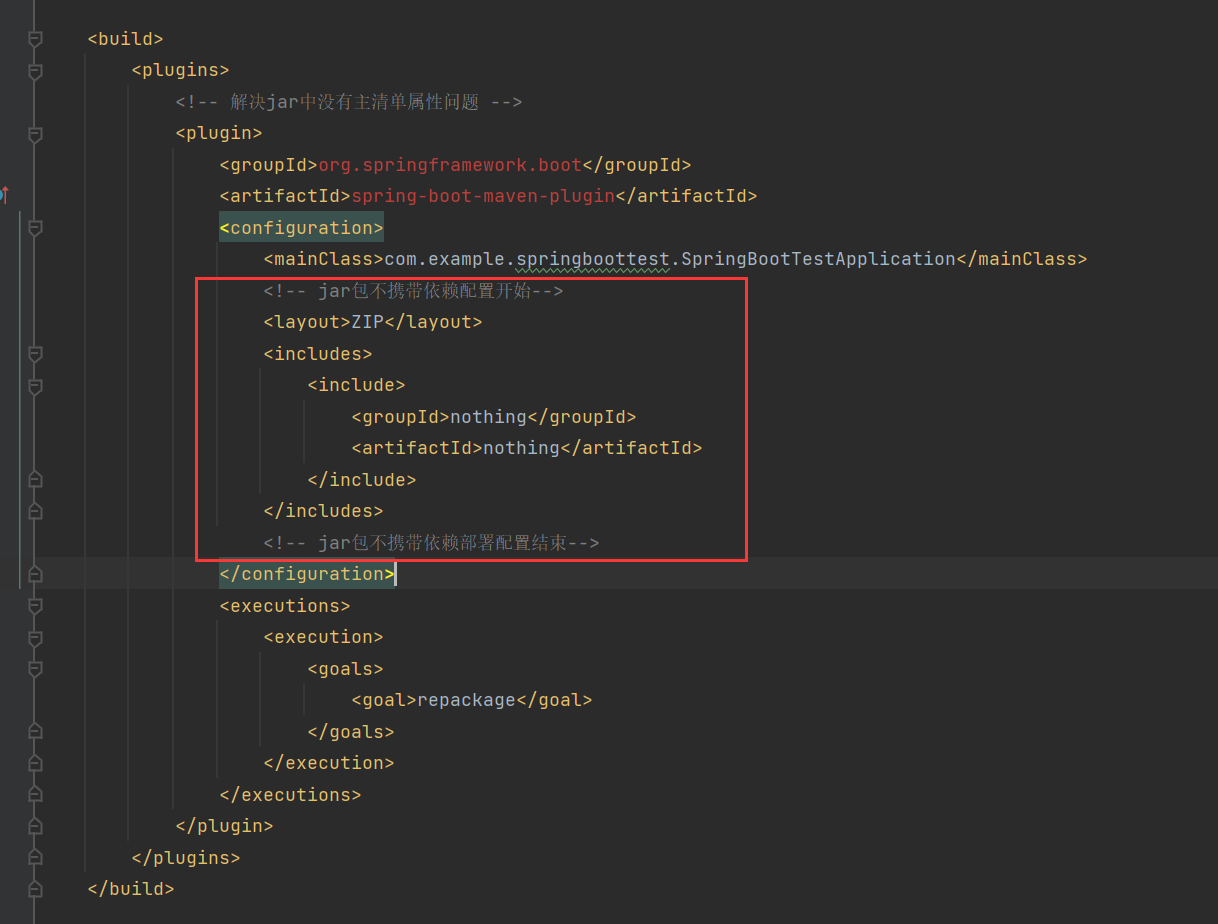 <build>
<plugins>
<!-- 解决jar中没有主清单属性问题 -->
<plugin>
<groupId>org.springframework.boot</groupId>
<artifactId>spring-boot-maven-plugin</artifactId>
<configuration>
<mainClass>com.example.springboottest.SpringBootTestApplication</mainClass>
<!-- jar包不携带依赖配置开始-->
<layout>ZIP</layout>
<includes>
<include>
<groupId>nothing</groupId>
<artifactId>nothing</artifactId>
</include>
</includes>
<!-- jar包不携带依赖部署配置结束-->
</configuration>
<executions>
<execution>
<goals>
<goal>repackage</goal>
</goals>
</execution>
</executions>
</plugin>
</plugins>
</build>